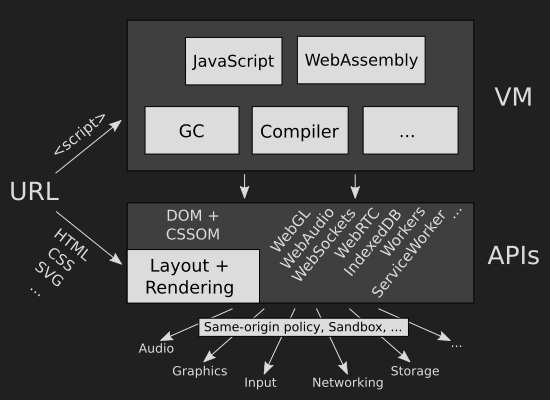 JavaScript
WebAssembly
VM
GC
Compiler
...
<script>
URL
HTML
CSS
SVG
...
DOM +
CSSOM
WebGL
WebAudio
WebSockets
WebRTC
IndexedDB
Workers
ServiceWorker
...
APIs
Layout +
Rendering
Same-origin policy, Sandbox, ...
Audio
Graphics
Input
Networking
Storage
...